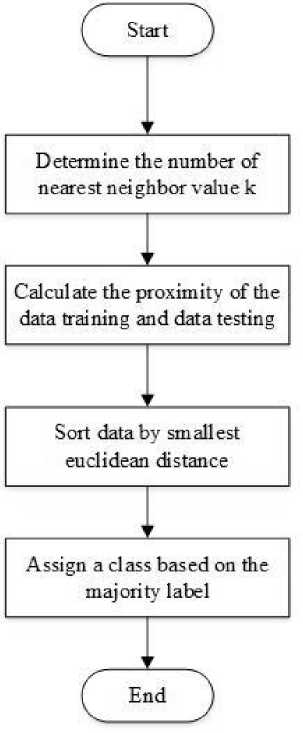 Start
Determine the number of
nearest neighbor value k
Calculate the proximity of the
data training and data testing
Sort data by smallest
euclidean distance
Assign a class based on the
majority label
End